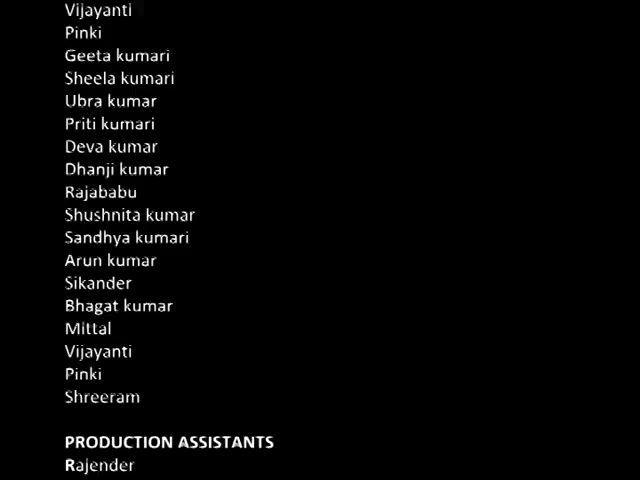 Vijayanti
Pinki
Geeta kumari
Sheela kumari
Ubra kumar
Priti kumari
Deva kumar
Dhanji kumar
Rajababu
Shushnita kumar
Sandhya kumari
Arun kumar
Sikander
Bhagat kumar
Mittal
Vijayanti
Pinki
Shreeram
PRODUCTION ASSISTANTS
Rajender